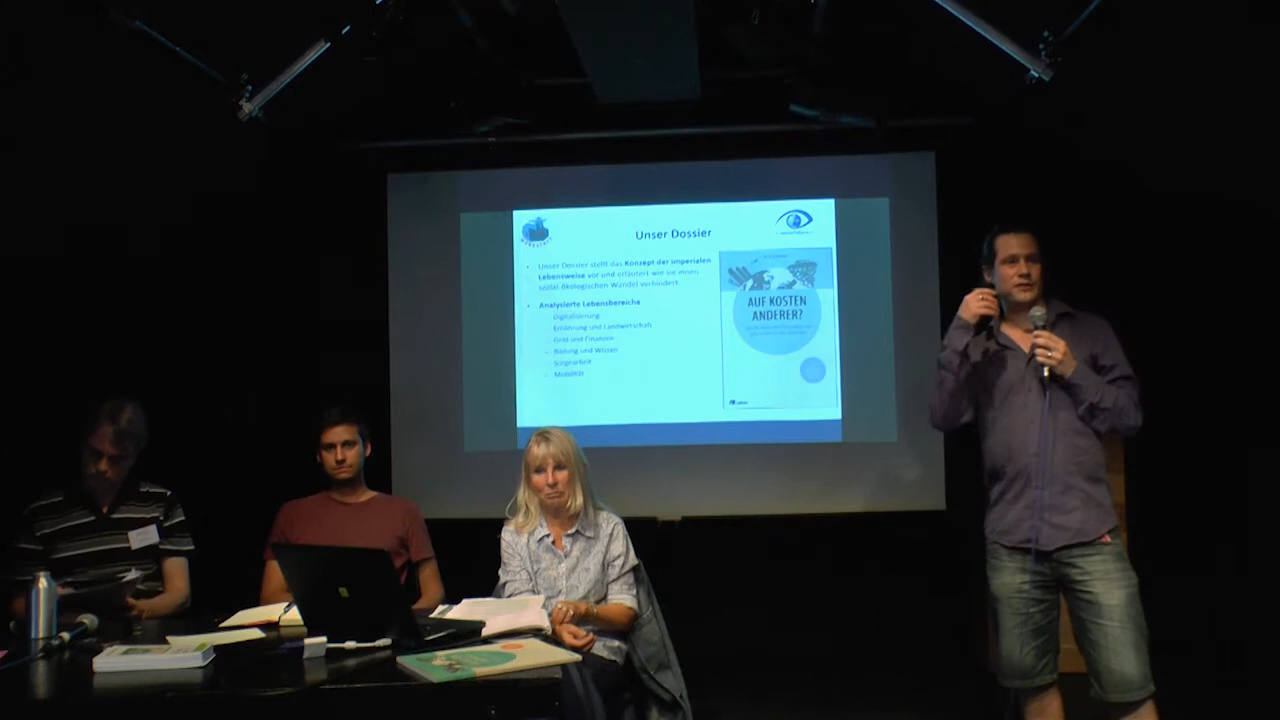 Unser Dossier
Unser Dossier stellt das Konzept der imperialen
Lebensweise vor und erläutert wie sie einen
sozial-ökologischen Wandel verhindert.
Analysierte Lebensbereiche
Digitalisierung
Ernährung und Landwirtschaft
– Geld und Finanzen
– Bildung und Wissen
– Sorgearbeit
– Mobilität
AUF KOSTEN
ANDERER?